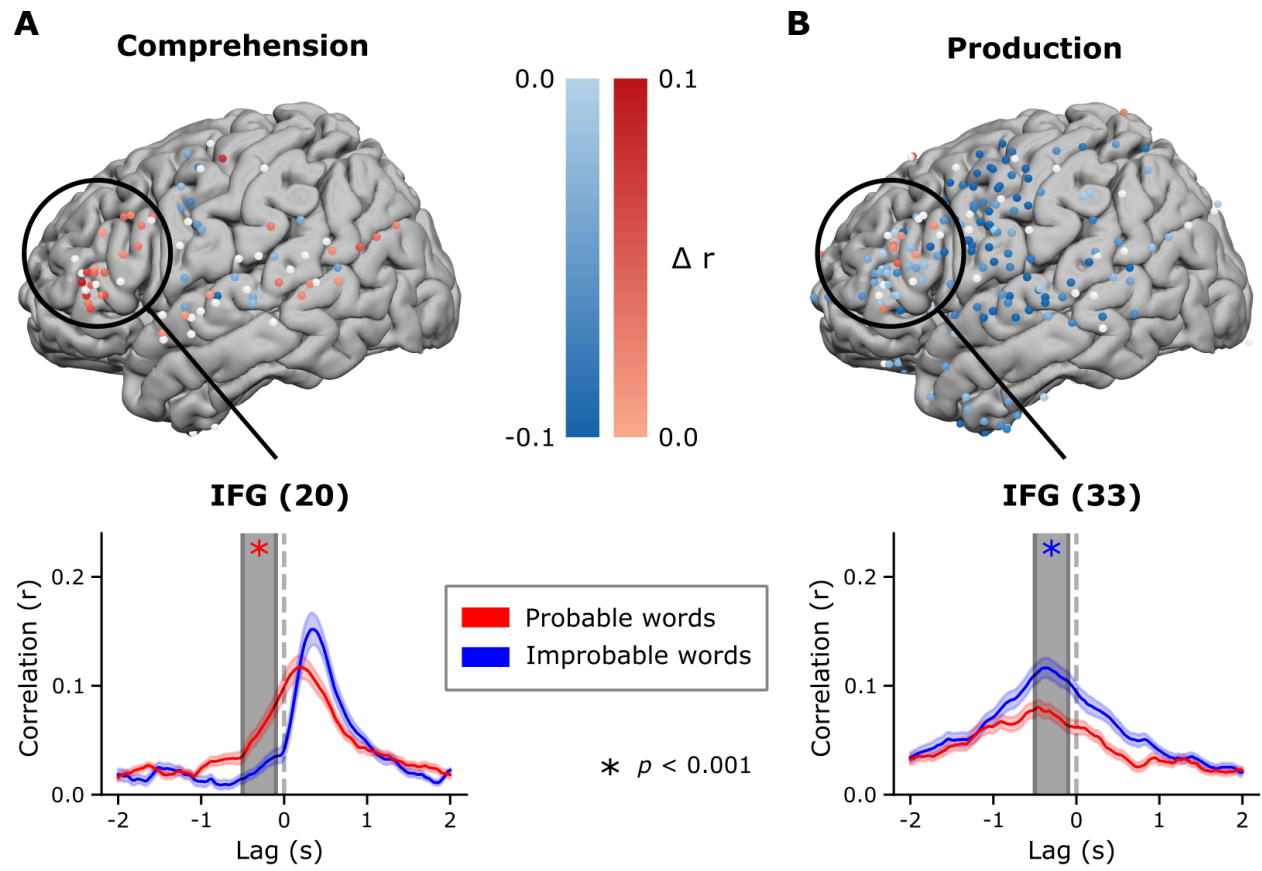 A
Comprehension
B
Production
0.0
0.1
Δ r
-0.1
0.0
IFG (20)
*
Correlation (r)
0.2
0.1
0.0
-2
-1
0
1
2
Lag (s)
Probable words
Improbable words
* p < 0.001
IFG (33)
*
Correlation (r)
0.2
0.1
0.0
-2
-1
0
1
2
Lag (s)